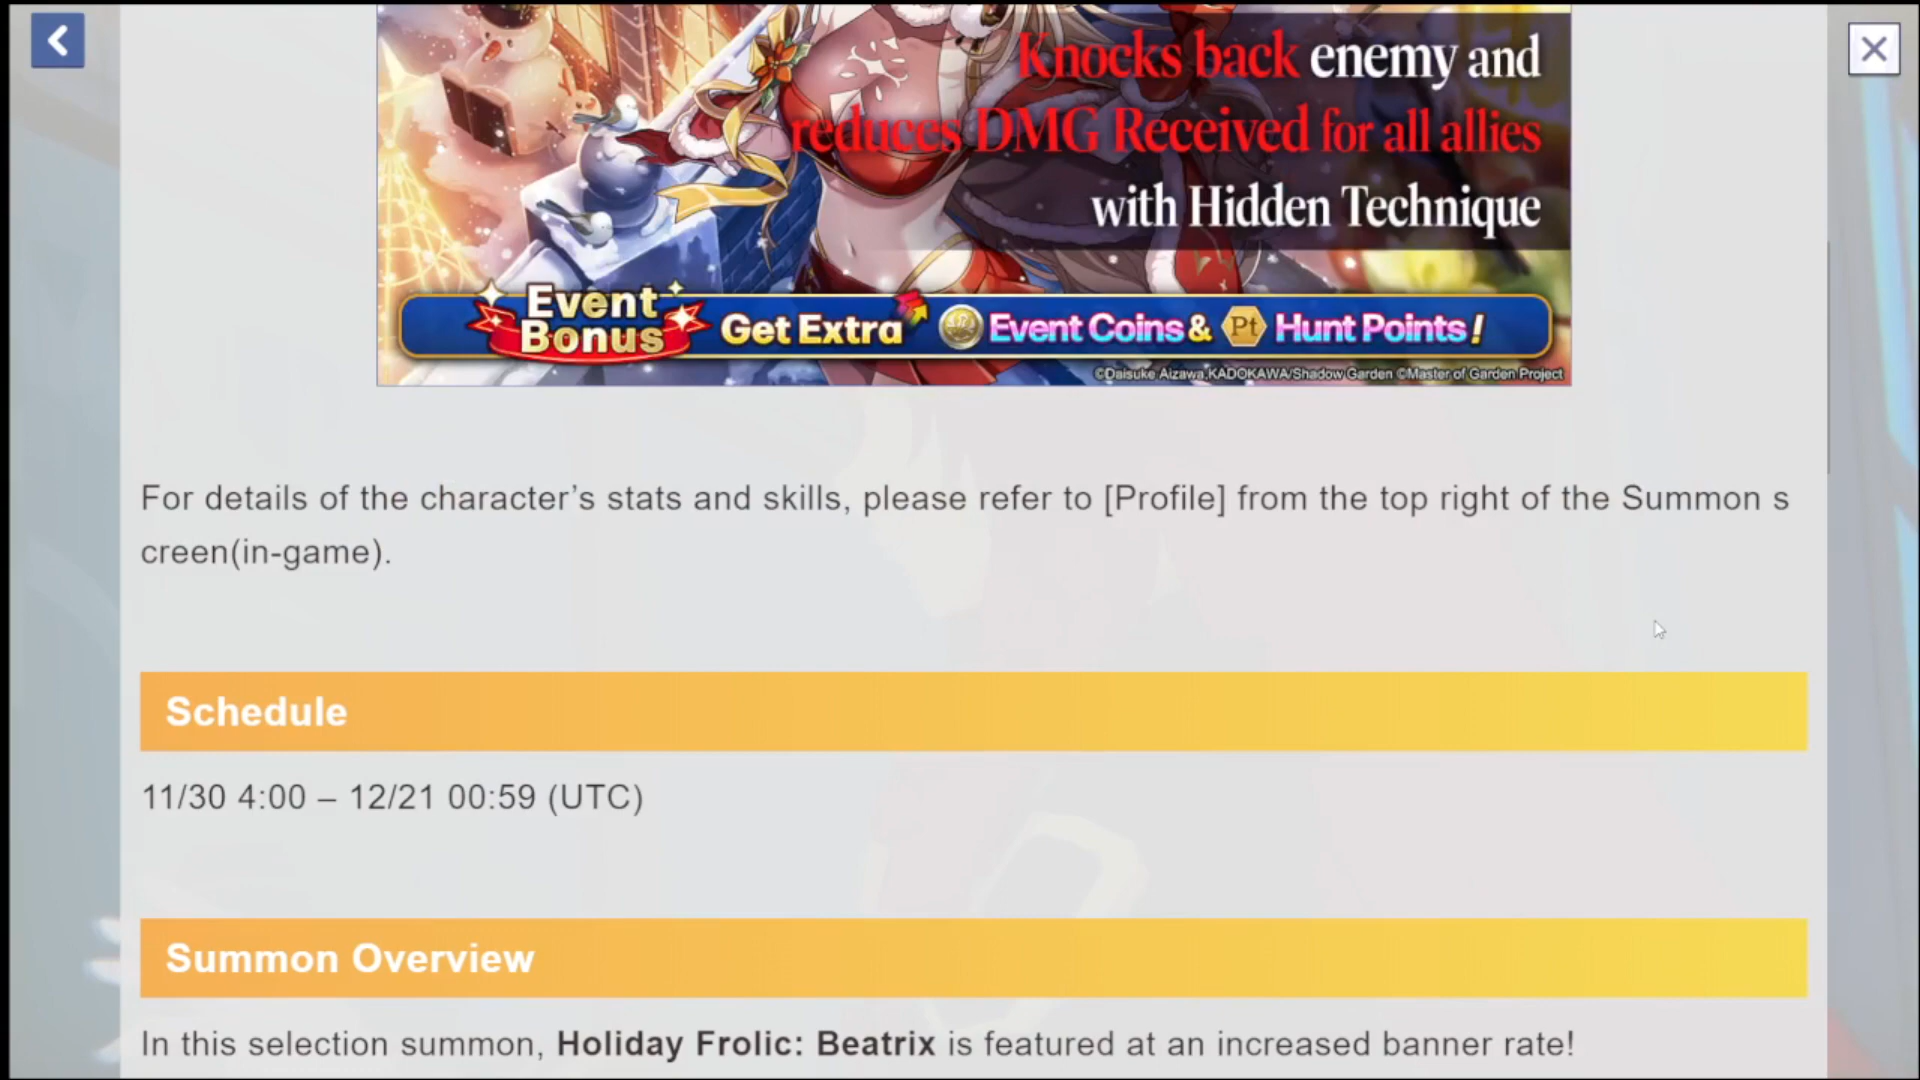 Knocks back enemy and
reduces DMG Received for all allies
with Hidden Technique
Event
Bonus
Get Extra Event Coins & Pt Hunt Points!
©Daisuke Aizawa,KADOKAWA/Shadow Garden ©Master of Garden Project
For details of the character’s stats and skills, please refer to [Profile] from the top right of the Summon s
creen(in-game).
Schedule
11/30 4:00 – 12/21 00:59 (UTC)
Summon Overview
In this selection summon, Holiday Frolic: Beatrix is featured at an increased banner rate!